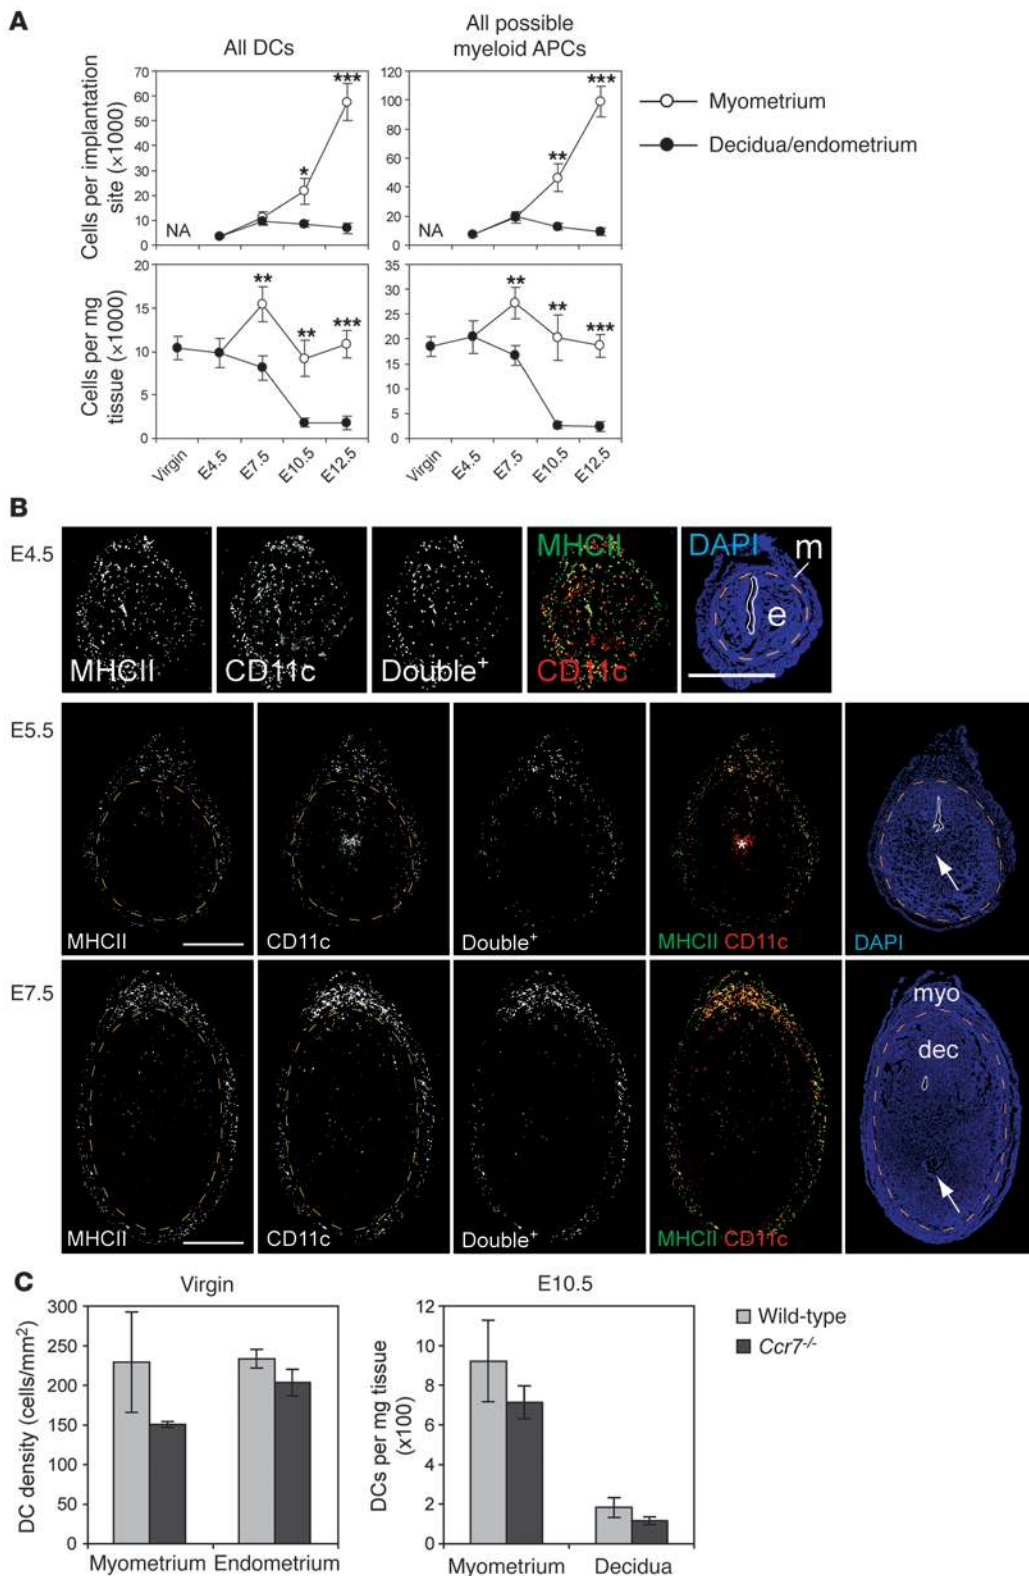 A
All DCs
All possible
myeloid APCs
Cells per implantation
site (×1000)
70
60
50
40
30
20
10
0
NA
*
***
120
100
80
60
40
20
0
NA
**
***
Myometrium
Decidua/endometrium
Cells per mg
tissue (×1000)
20
15
10
5
0
**
**
***
Virgin
E4.5
E7.5
E10.5
E12.5
35
30
25
20
15
10
5
0
**
**
***
Virgin
E4.5
E7.5
E10.5
E12.5
B
E4.5
MHCII
CD11c
Double+
MHCII
CD11c
DAPI
m
e
E5.5
MHCII
CD11c
Double+
*
MHCII CD11c
DAPI
E7.5
MHCII
CD11c
Double+
MHCII CD11c
myo
dec
C
Virgin
DC density (cells/mm²)
300
250
200
150
100
50
0
Myometrium
Endometrium
E10.5
DCs per mg tissue
(x100)
12
10
8
6
4
2
0
Myometrium
Decidua
Wild-type
Ccr7-/-